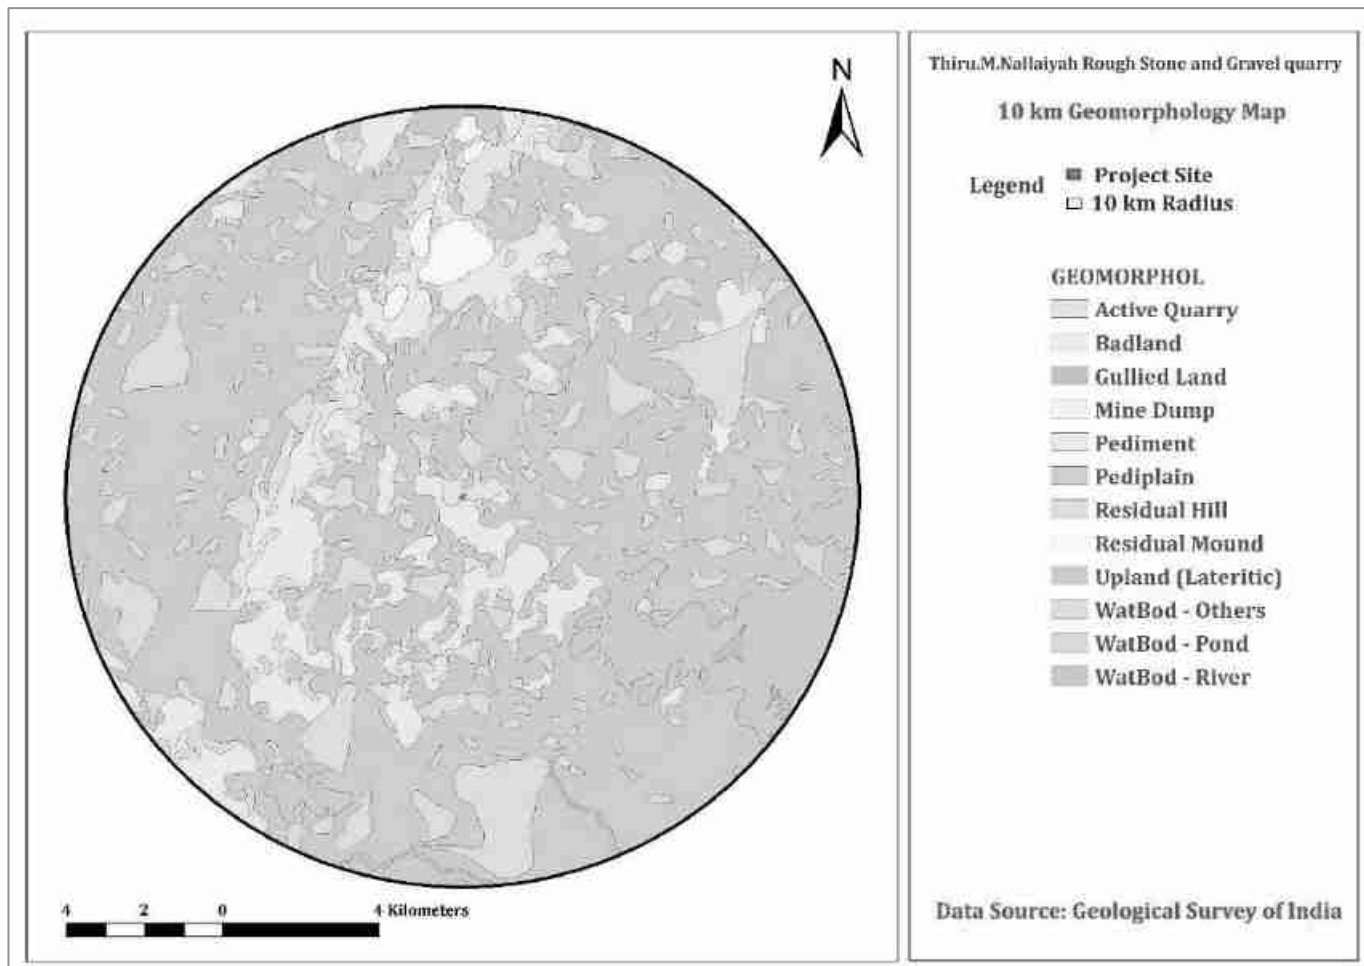 N
Thiru.M.Nallaiyah Rough Stone and Gravel quarry
10 km Geomorphology Map
Legend
Project Site
10 km Radius
GEOMORPHOL
Active Quarry
Badland
Gullied Land
Mine Dump
Pediment
Pediplain
Residual Hill
Residual Mound
Upland (Lateritic)
WatBod - Others
WatBod - Pond
WatBod - River
4 2 0 4 Kilometers
Data Source: Geological Survey of India